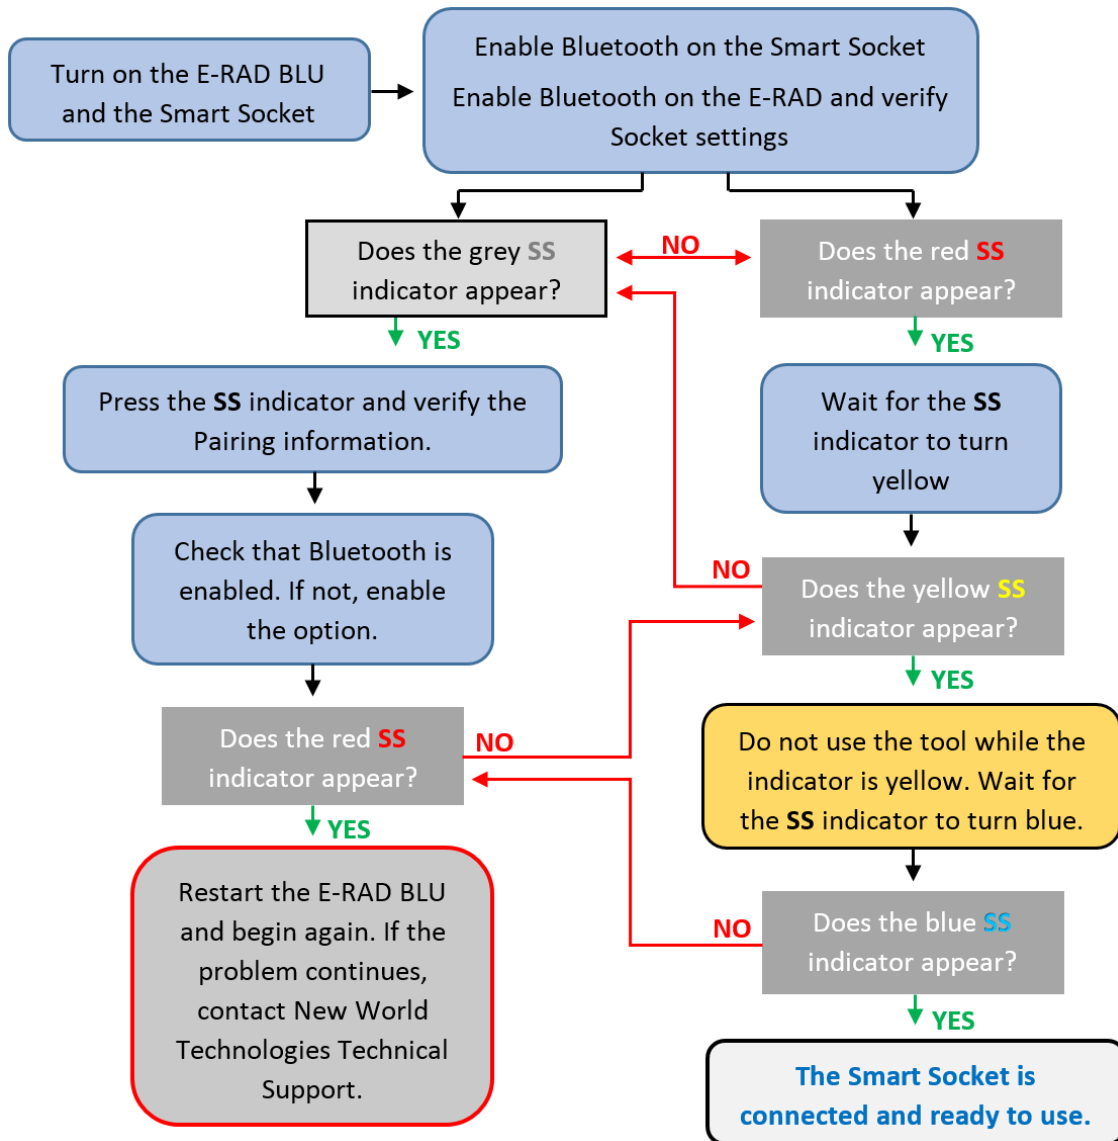 Turn on the E-RAD BLU
and the Smart Socket
Enable Bluetooth on the Smart Socket
Enable Bluetooth on the E-RAD and verify
Socket settings
Does the grey SS
indicator appear?
NO
Does the red SS
indicator appear?
YES
YES
Press the SS indicator and verify the
Pairing information.
Wait for the SS
indicator to turn
yellow
Check that Bluetooth is
enabled. If not, enable
the option.
NO
Does the yellow SS
indicator appear?
YES
Does the red SS
indicator appear?
NO
Do not use the tool while the
indicator is yellow. Wait for
the SS indicator to turn blue.
YES
Restart the E-RAD BLU
and begin again. If the
problem continues,
contact New World
Technologies Technical
Support.
NO
Does the blue SS
indicator appear?
YES
The Smart Socket is
connected and ready to use.